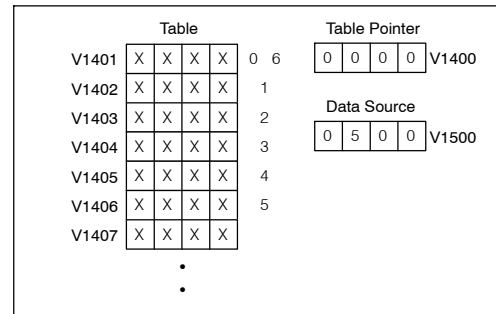 Table
V1401 X X X X 0 6
V1402 X X X X 1
V1403 X X X X 2
V1404 X X X X 3
V1405 X X X X 4
V1406 X X X X 5
V1407 X X X X
Table Pointer
0 0 0 0 V1400
Data Source
0 5 0 0 V1500